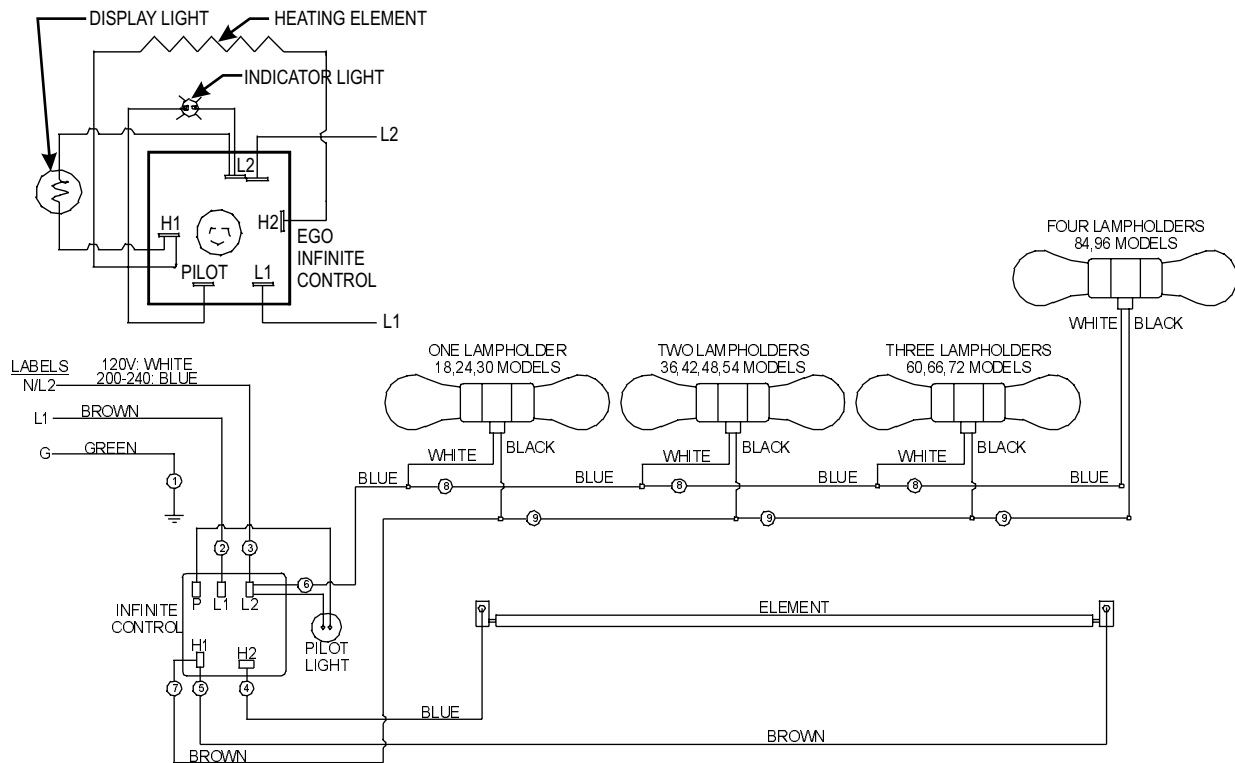 DISPLAY LIGHT
HEATING ELEMENT
INDICATOR LIGHT
L2
L2
H1
H2
EGO
INFINITE
CONTROL
PILOT
L1
L1
FOUR LAMPHOLDERS
84,96 MODELS
WHITE
BLACK
LABELS
N/L2
120V: WHITE
200-240: BLUE
L1
BROWN
G
GREEN
1
ONE LAMPHOLDER
18,24,30 MODELS
TWO LAMPHOLDERS
36,42,48,54 MODELS
THREE LAMPHOLDERS
60,66,72 MODELS
BLACK
BLACK
BLACK
WHITE
WHITE
WHITE
BLUE
8
BLUE
8
BLUE
8
BLUE
9
9
9
2
3
6
P
L1
L2
INFINITE
CONTROL
H1
H2
PILOT
LIGHT
ELEMENT
7
5
4
BLUE
BROWN
BROWN